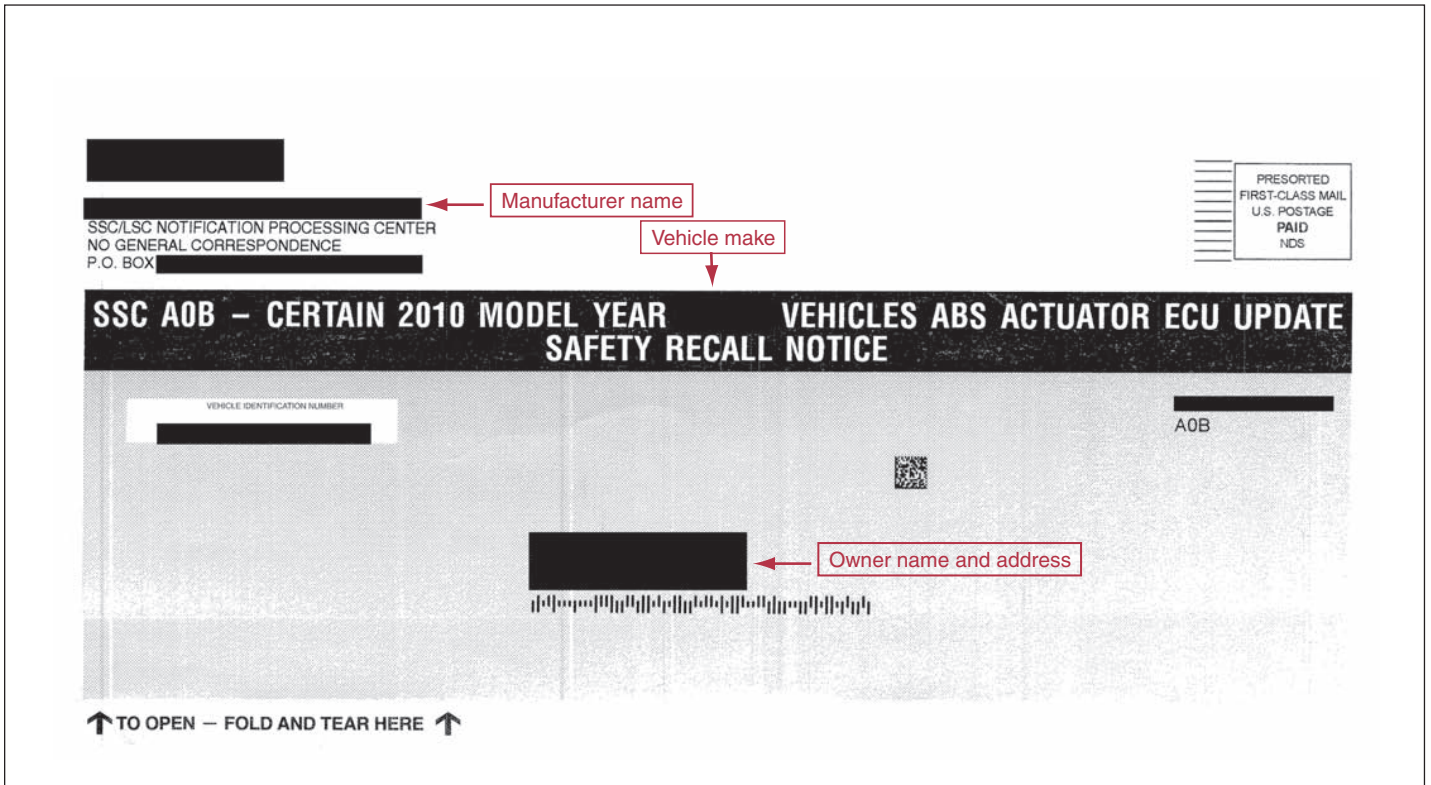 Manufacturer name
SSC/LSC NOTIFICATION PROCESSING CENTER
NO GENERAL CORRESPONDENCE
P.O. BOX
Vehicle make
PRESORTED
FIRST-CLASS MAIL
U.S. POSTAGE
PAID
NDS
SSC A0B – CERTAIN 2010 MODEL YEAR VEHICLES ABS ACTUATOR ECU UPDATE
SAFETY RECALL NOTICE
VEHICLE IDENTIFICATION NUMBER
A0B
Owner name and address
TO OPEN – FOLD AND TEAR HERE